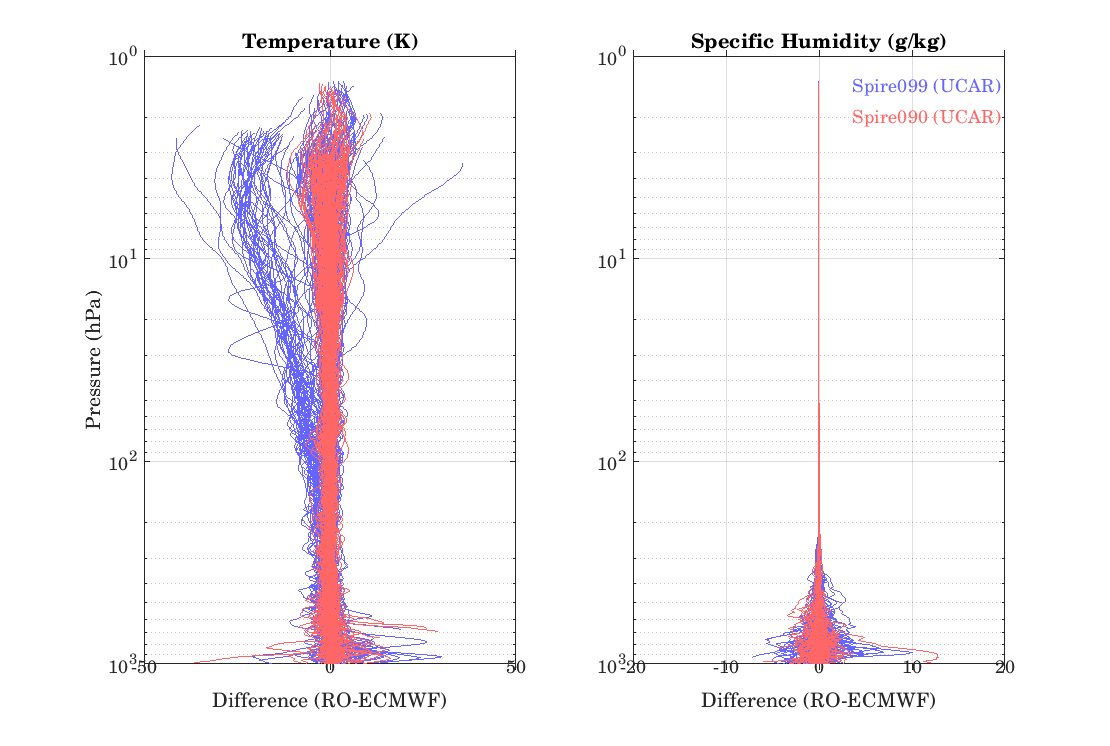 Temperature (K)
10^0
10^1
10^2
10^3
-50
0
50
Pressure (hPa)
Difference (RO-ECMWF)
Specific Humidity (g/kg)
Spire099 (UCAR)
Spire090 (UCAR)
10^0
10^1
10^2
10^3
-20
-10
0
10
20
Difference (RO-ECMWF)